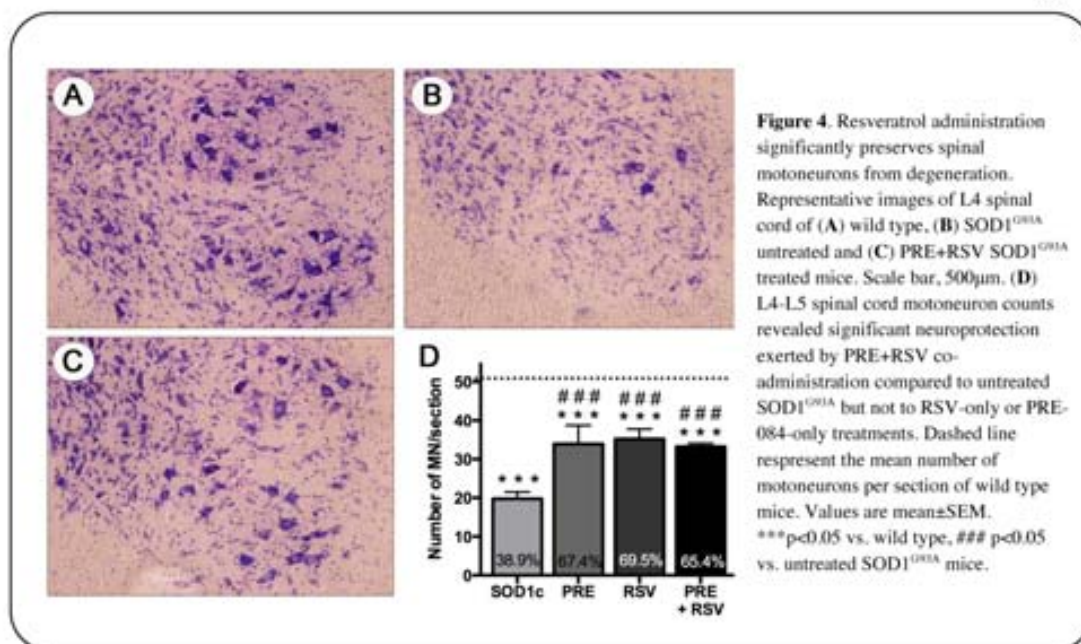 A
B
C
D
Number of MN/section
50
40
30
20
10
0
***
###
***
###
***
###
***
38.9%
67.4%
69.5%
65.4%
SOD1c
PRE
RSV
PRE
+ RSV
Figure 4. Resveratrol administration
significantly preserves spinal
motoneurons from degeneration.
Representative images of L4 spinal
cord of (A) wild type, (B) SOD1G93A
untreated and (C) PRE+RSV SOD1G93A
treated mice. Scale bar, 500µm. (D)
L4-L5 spinal cord motoneuron counts
revealed significant neuroprotection
exerted by PRE+RSV co-
administration compared to untreated
SOD1G93A but not to RSV-only or PRE-
084-only treatments. Dashed line
respresent the mean number of
motoneurons per section of wild type
mice. Values are mean±SEM.
***p<0.05 vs. wild type, ### p<0.05
vs. untreated SOD1G93A mice.